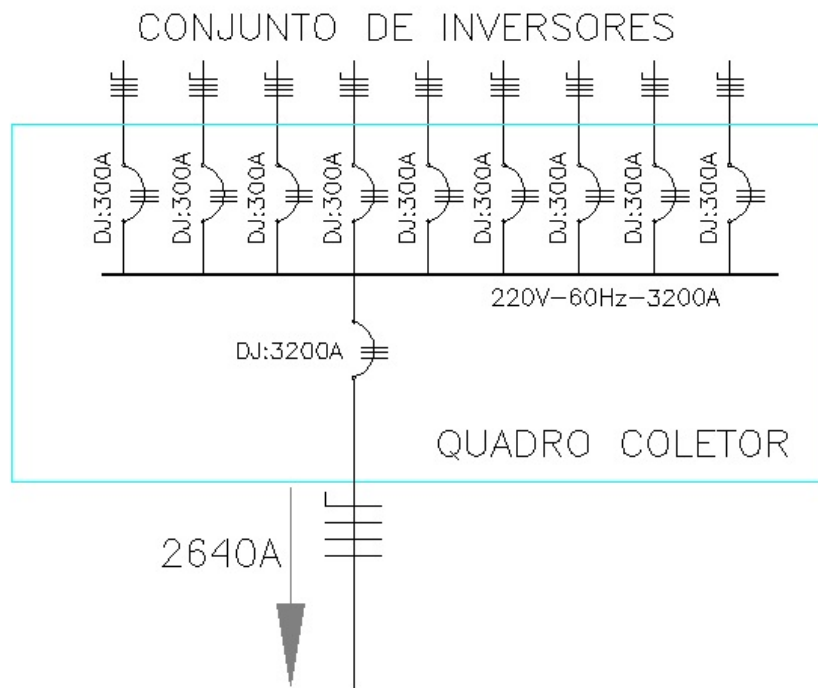 CONJUNTO DE INVERSORES
DJ:300A
DJ:300A
DJ:300A
DJ:300A
DJ:300A
DJ:300A
DJ:300A
DJ:300A
DJ:300A
220V-60Hz-3200A
DJ:3200A
QUADRO COLETOR
2640A